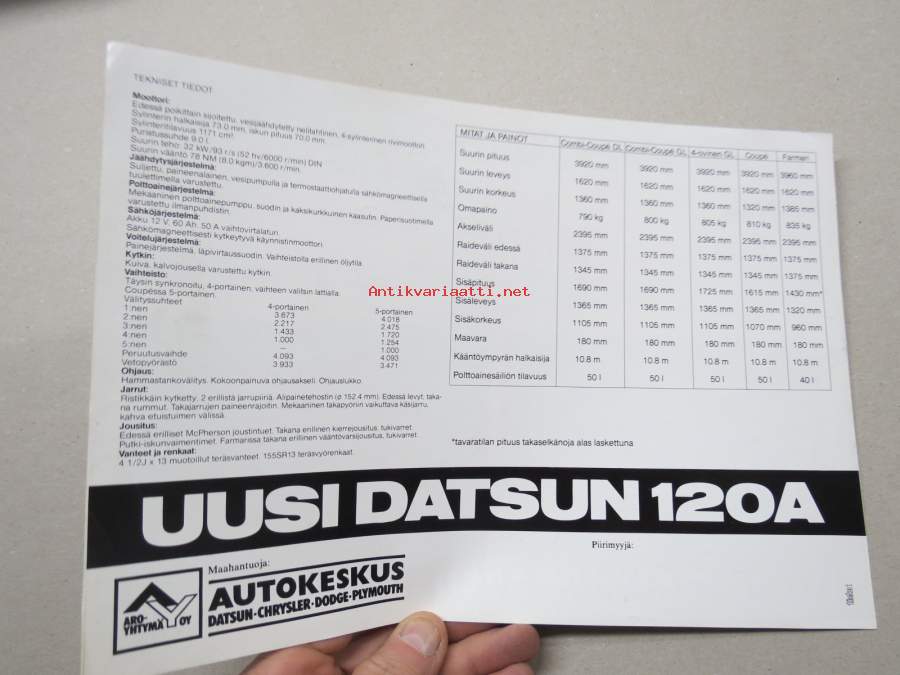 TEKNISET TIEDOT
Moottori:
Edessä poikittain sijoitettu, vesijäähdytetty nelitahtinen, 4-sylinterinen rivimoottori.
Sylinterin halkaisija 73.0 mm, iskun pituus 70.0 mm.
Sylinteritilavuus 1171 cm³.
Puristussuhde 9.0:1
Suurin teho: 32 kW/93 r/s (52 hv/6000 r/min) DIN
Suurin vääntö 78 NM (8.0 kgm)/3.600 r/min.
Jäähdytysjärjestelmä:
Suljettu, paineenalainen, vesipumpulla ja termostaattiohjatulla sähkömagneettisella
tuulettimella varustettu.
Polttoainejärjestelmä:
Mekaaninen polttoainepumppu, suodin ja kaksikurkkuinen kaasutin. Paperisuotimella
varustettu ilmanpuhdistin.
Sähköjärjestelmä:
Akku 12 V, 60 Ah. 50 A vaihtovirtalaturi.
Sähkömagneettisesti kytkeytyvä käynnistinmoottori.
Voitelujärjestelmä:
Painejärjestelmä, läpivirtaussuodin. Vaihteistolla erillinen öljytila.
Kytkin:
Kuiva, kalvojousella varustettu kytkin.
Vaihteisto:
Täysin synkronoitu, 4-portainen, vaihteen valitsin lattialla.
Coupéssa 5-portainen.
Välityssuhteet 4-portainen 5-portainen
1:nen 3.673 4.018
2:nen 2.217 2.475
3:nen 1.433 1.720
4:nen 1.000 1.254
5:nen — 1.000
Peruutusvaihde 4.093 4.093
Vetopyörästö 3.933 3.471
Ohjaus:
Hammastankovälitys. Kokoonpainuva ohjausakseli. Ohjauslukko.
Jarrut:
Ristikkäin kytketty, 2 erillistä jarrupiiriä. Alipainetehostin (ø 152.4 mm). Edessä levyt, taka-
na rummut. Takajarrujen paineenrajoitin. Mekaaninen takapyöriin vaikuttava käsijarru,
kahva etuistuimen välissä.
Jousitus:
Edessä erilliset McPherson joustintuet. Takana erillinen kierrejousitus, tukivarret.
Putki-iskunvaimentimet. Farmarissa takana erillinen vääntövarsijousitus, tukivarret.
Vanteet ja renkaat:
4 1/2J x 13 muotoillut teräsvanteet. 155SR13 teräsvyörenkaat.
MITAT JA PAINOT Combi-Coupé DL Combi-Coupé GL 4-ovinen GL Coupé Farmari
Suurin pituus 3920 mm 3920 mm 3920 mm 3920 mm 3960 mm
Suurin leveys 1620 mm 1620 mm 1620 mm 1620 mm 1620 mm
Suurin korkeus 1360 mm 1360 mm 1360 mm 1320 mm 1365 mm
Omapaino 790 kg 800 kg 805 kg 810 kg 835 kg
Akseliväli 2395 mm 2395 mm 2395 mm 2395 mm 2395 mm
Raideväli edessä 1375 mm 1375 mm 1375 mm 1375 mm 1375 mm
Raideväli takana 1345 mm 1345 mm 1345 mm 1345 mm 1375 mm
Sisäpituus 1690 mm 1690 mm 1725 mm 1615 mm 1430 mm*
Sisäleveys 1365 mm 1365 mm 1365 mm 1365 mm 1320 mm
Sisäkorkeus 1105 mm 1105 mm 1105 mm 1070 mm 960 mm
Maavara 180 mm 180 mm 180 mm 180 mm 180 mm
Kääntöympyrän halkaisija 10.8 m 10.8 m 10.8 m 10.8 m 10.8 m
Polttoainesäiliön tilavuus 50 l 50 l 50 l 50 l 40 l
*tavaratilan pituus takaselkänoja alas laskettuna
Antikvariaatti.net
UUSI DATSUN 120A
Maahantuoja:
Piirimyyjä:
ARO-
YHTYMÄ OY
AUTOKESKUS
DATSUN·CHRYSLER·DODGE·PLYMOUTH